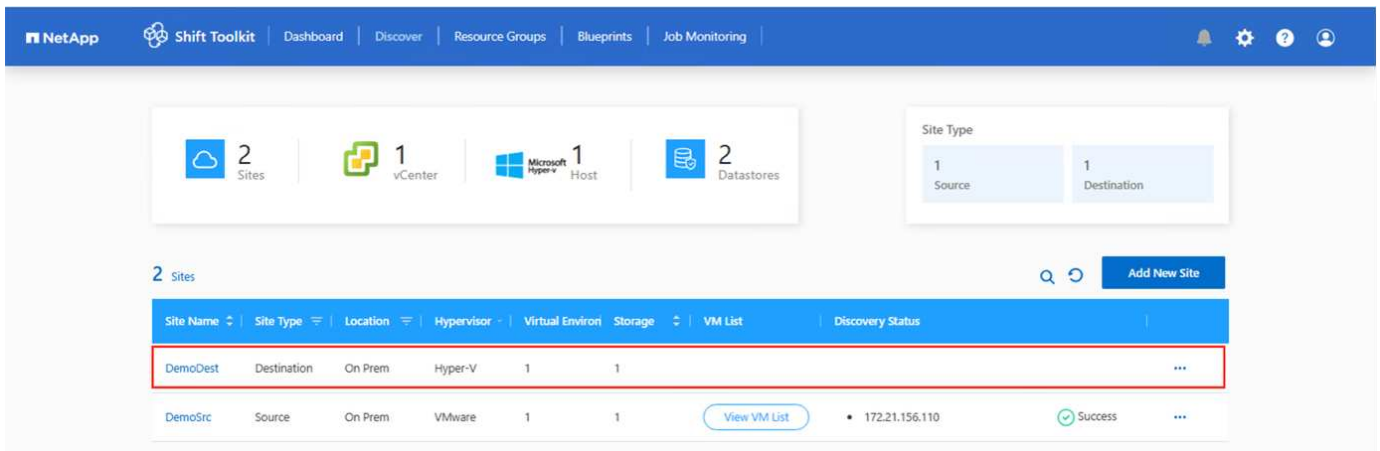 NetApp Shift Toolkit Dashboard Discover Resource Groups Blueprints Job Monitoring
2 Sites
1 vCenter
Microsoft Hyper-v 1 Host
2 Datastores
Site Type
1 Source
1 Destination
2 Sites
Add New Site
Site Name Site Type Location Hypervisor Virtual Environ Storage VM List Discovery Status
DemoDest Destination On Prem Hyper-V 1 1 ...
DemoSrc Source On Prem VMware 1 1 View VM List • 172.21.156.110 Success ...